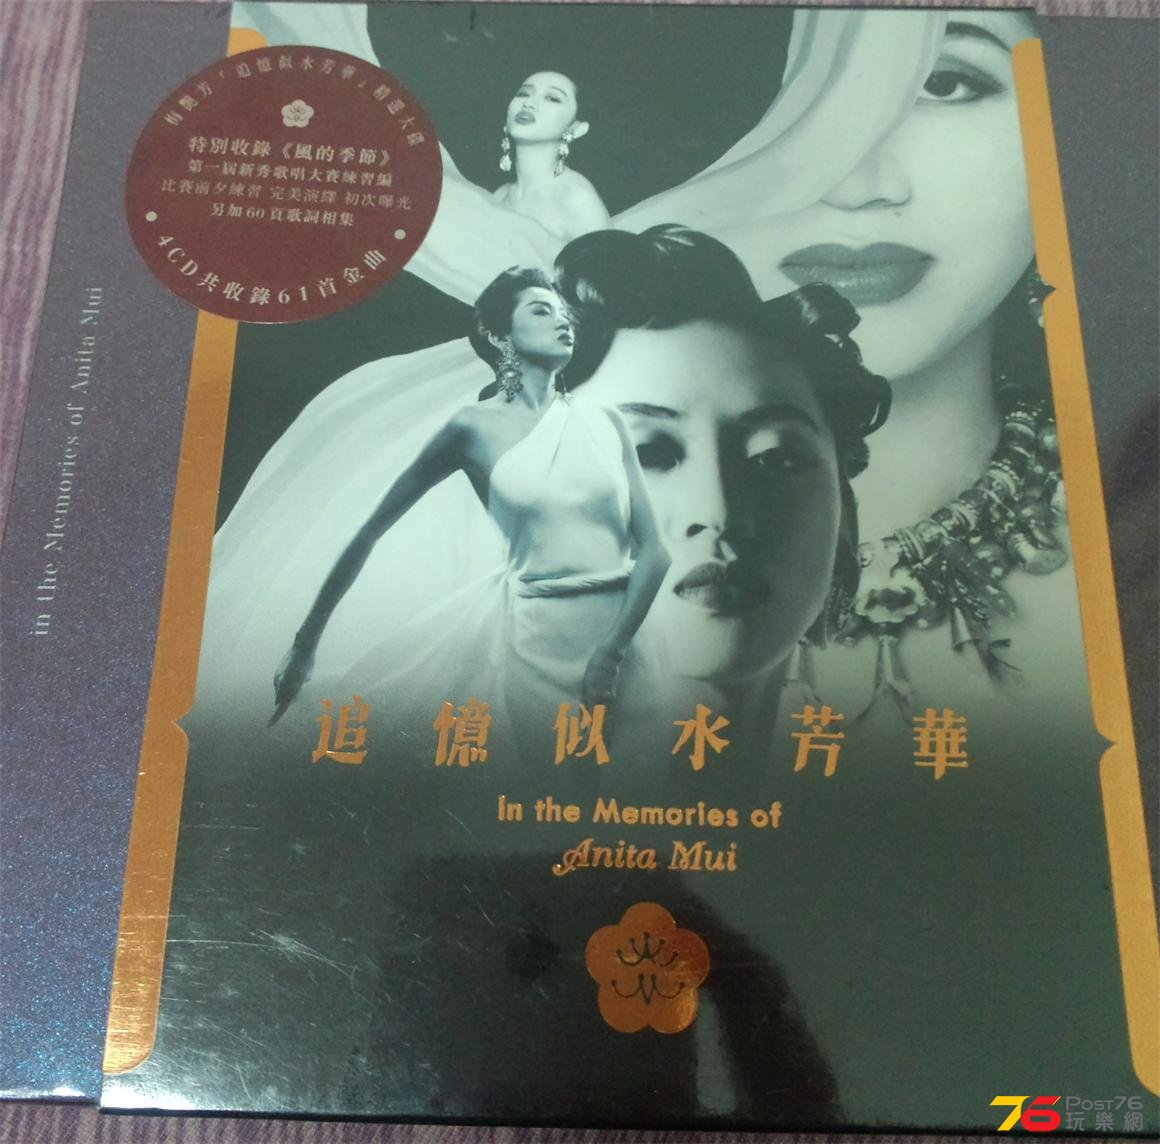 梅艷芳「追憶似水芳華」精選大碟
特別收錄《風的季節》
第一屆新秀歌唱大賽練習編
比賽前夕練習 完美演繹 初次曝光
另加60頁歌詞相集
4CD共收錄61首金曲
in the Memories of Anita Mui
追憶似水芳華
In the Memories of
Anita Mui
76 POST76
玩樂網